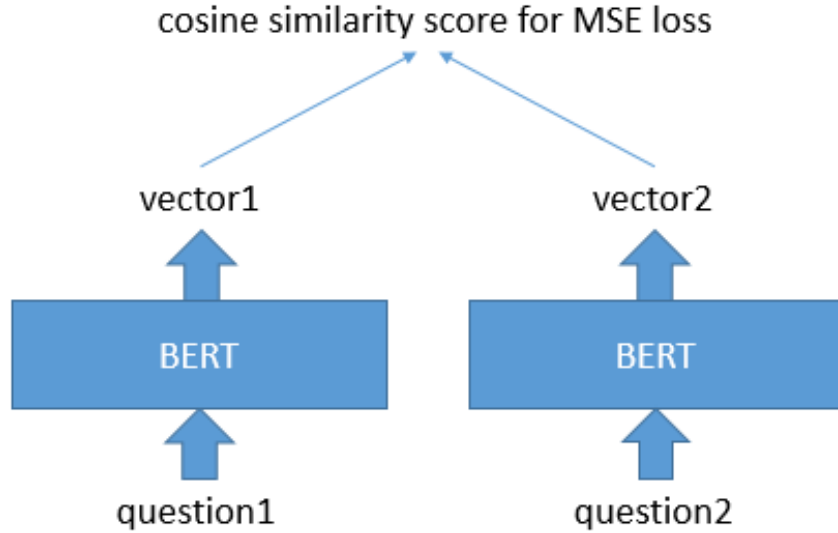 cosine similarity score for MSE loss
vector1 vector2
BERT BERT
question1 question2